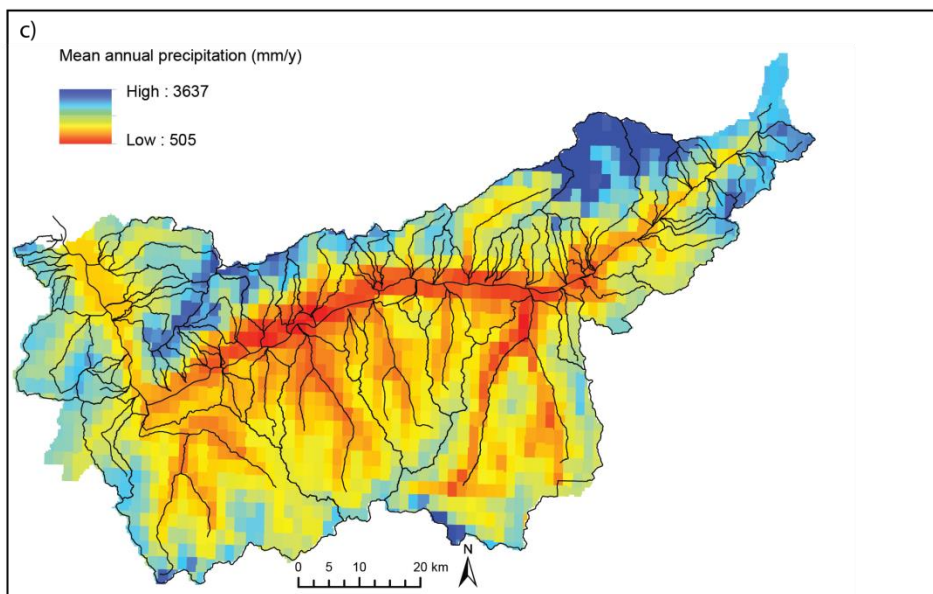 c)
Mean annual precipitation (mm/y)
High : 3637
Low : 505
N
0 5 10 20 km